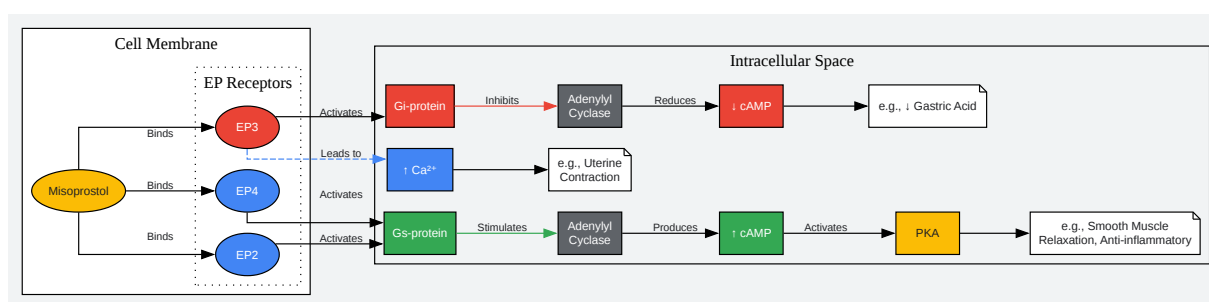 Cell Membrane
EP Receptors
Intracellular Space
Misoprostol
Binds
EP3
Activates
Gi-protein
Inhibits
Adenylyl
Cyclase
Reduces
↓ cAMP
e.g., ↓ Gastric Acid
Leads to
↑ Ca²⁺
e.g., Uterine
Contraction
Binds
EP4
Activates
Gs-protein
Stimulates
Adenylyl
Cyclase
Produces
↑ cAMP
Activates
PKA
e.g., Smooth Muscle
Relaxation, Anti-inflammatory
Binds
EP2
Activates